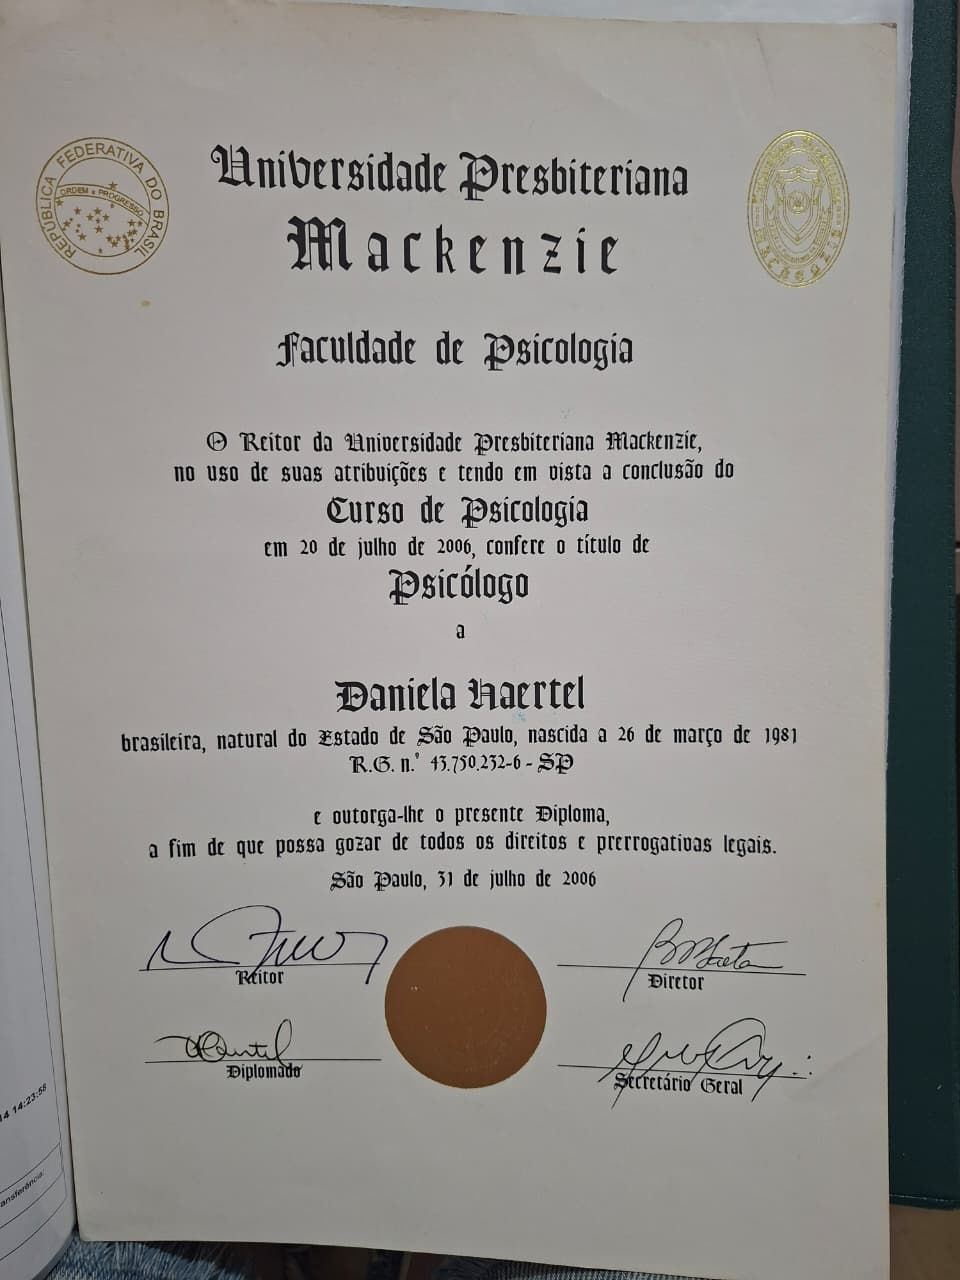 REPÚBLICA FEDERATIVA DO BRASIL
ORDEM E PROGRESSO
Universidade Presbiteriana
Mackenzie
Faculdade de Psicologia
O Reitor da Universidade Presbiteriana Mackenzie,
no uso de suas atribuições e tendo em vista a conclusão do
Curso de Psicologia
em 20 de julho de 2006, confere o título de
Psicólogo
a
Daniela Haertel
brasileira, natural do Estado de São Paulo, nascida a 26 de março de 1981
R.G. n.º 43.750.232-6 - SP
e outorga-lhe o presente Diploma,
a fim de que possa gozar de todos os direitos e prerrogativas legais.
São Paulo, 31 de julho de 2006
Reitor
Diretor
Diplomado
Secretário Geral
14:23:58
ansferência.